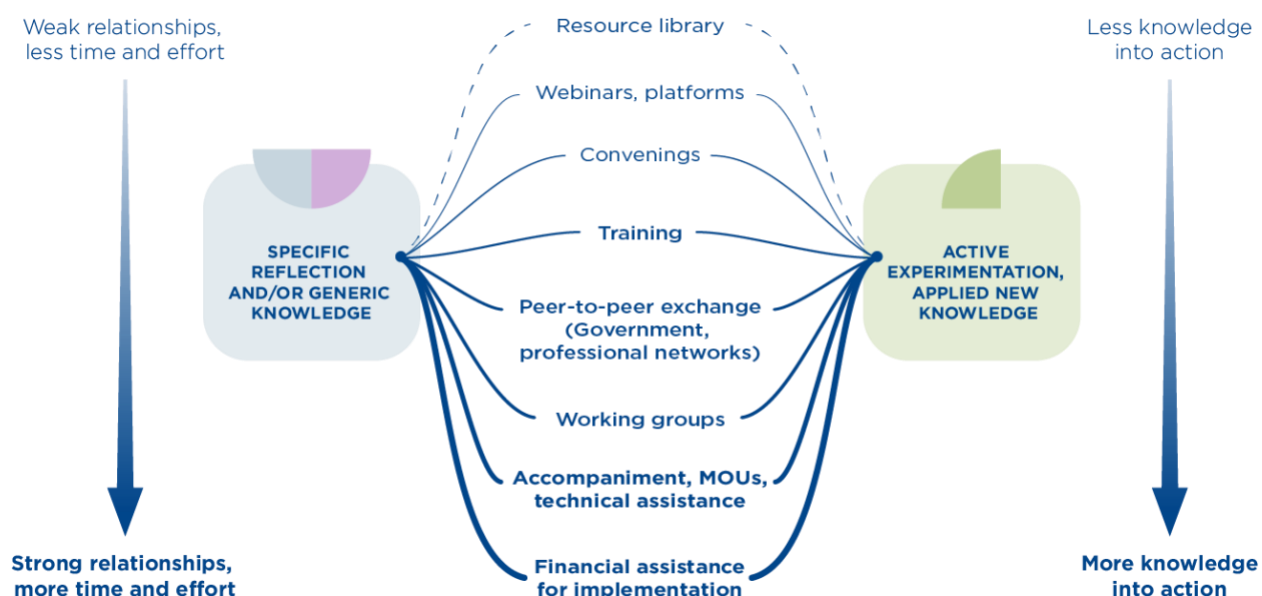 Weak relationships,
less time and effort
Resource library
Less knowledge
into action
Webinars, platforms
Convenings
Training
SPECIFIC
REFLECTION
AND/OR GENERIC
KNOWLEDGE
ACTIVE
EXPERIMENTATION,
APPLIED NEW
KNOWLEDGE
Peer-to-peer exchange
(Government,
professional networks)
Working groups
Accompaniment, MOUs,
technical assistance
Strong relationships,
more time and effort
Financial assistance
for implementation
More knowledge
into action